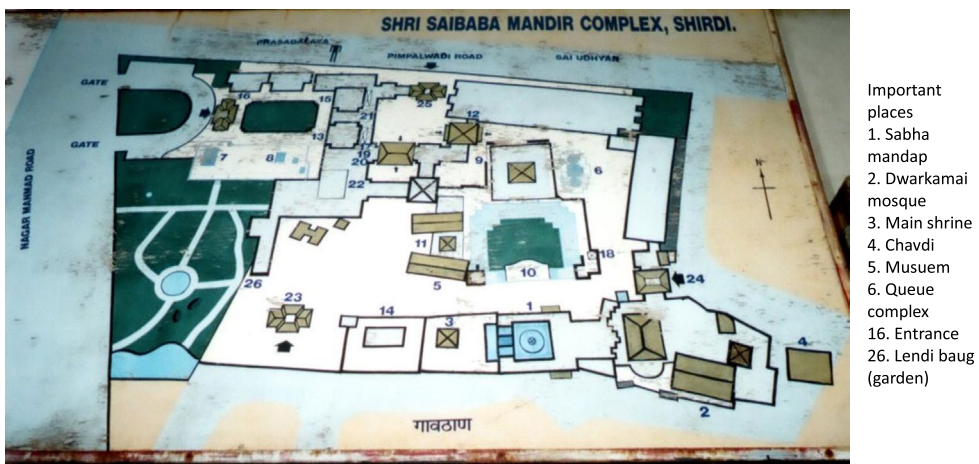 SHRI SAIBABA MANDIR COMPLEX, SHIRDI.
PRASADALAYA
PIMPALWADI ROAD
SAI UDHYAN
GATE
GATE
NAGAR MANMAD ROAD
16
15
21
25
12
13
19
20
7
8
9
6
22
11
18
10
5
26
24
23
14
3
1
4
2
N
गावठाण
Important
places
1. Sabha
mandap
2. Dwarkamai
mosque
3. Main shrine
4. Chavdi
5. Musuem
6. Queue
complex
16. Entrance
26. Lendi baug
(garden)